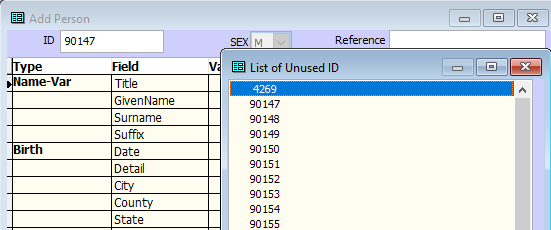 Add Person
ID 90147 SEX M Reference
List of Unused ID
Type Field Va
Name-Var Title
GivenName
Surname
Suffix
Birth Date
Detail
City
County
State
4269
90147
90148
90149
90150
90151
90152
90153
90154
90155